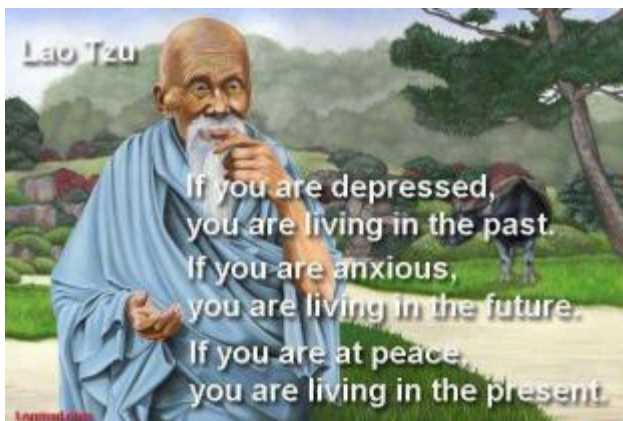 Lao Tzu
If you are depressed,
you are living in the past.
If you are anxious,
you are living in the future.
If you are at peace,
you are living in the present.